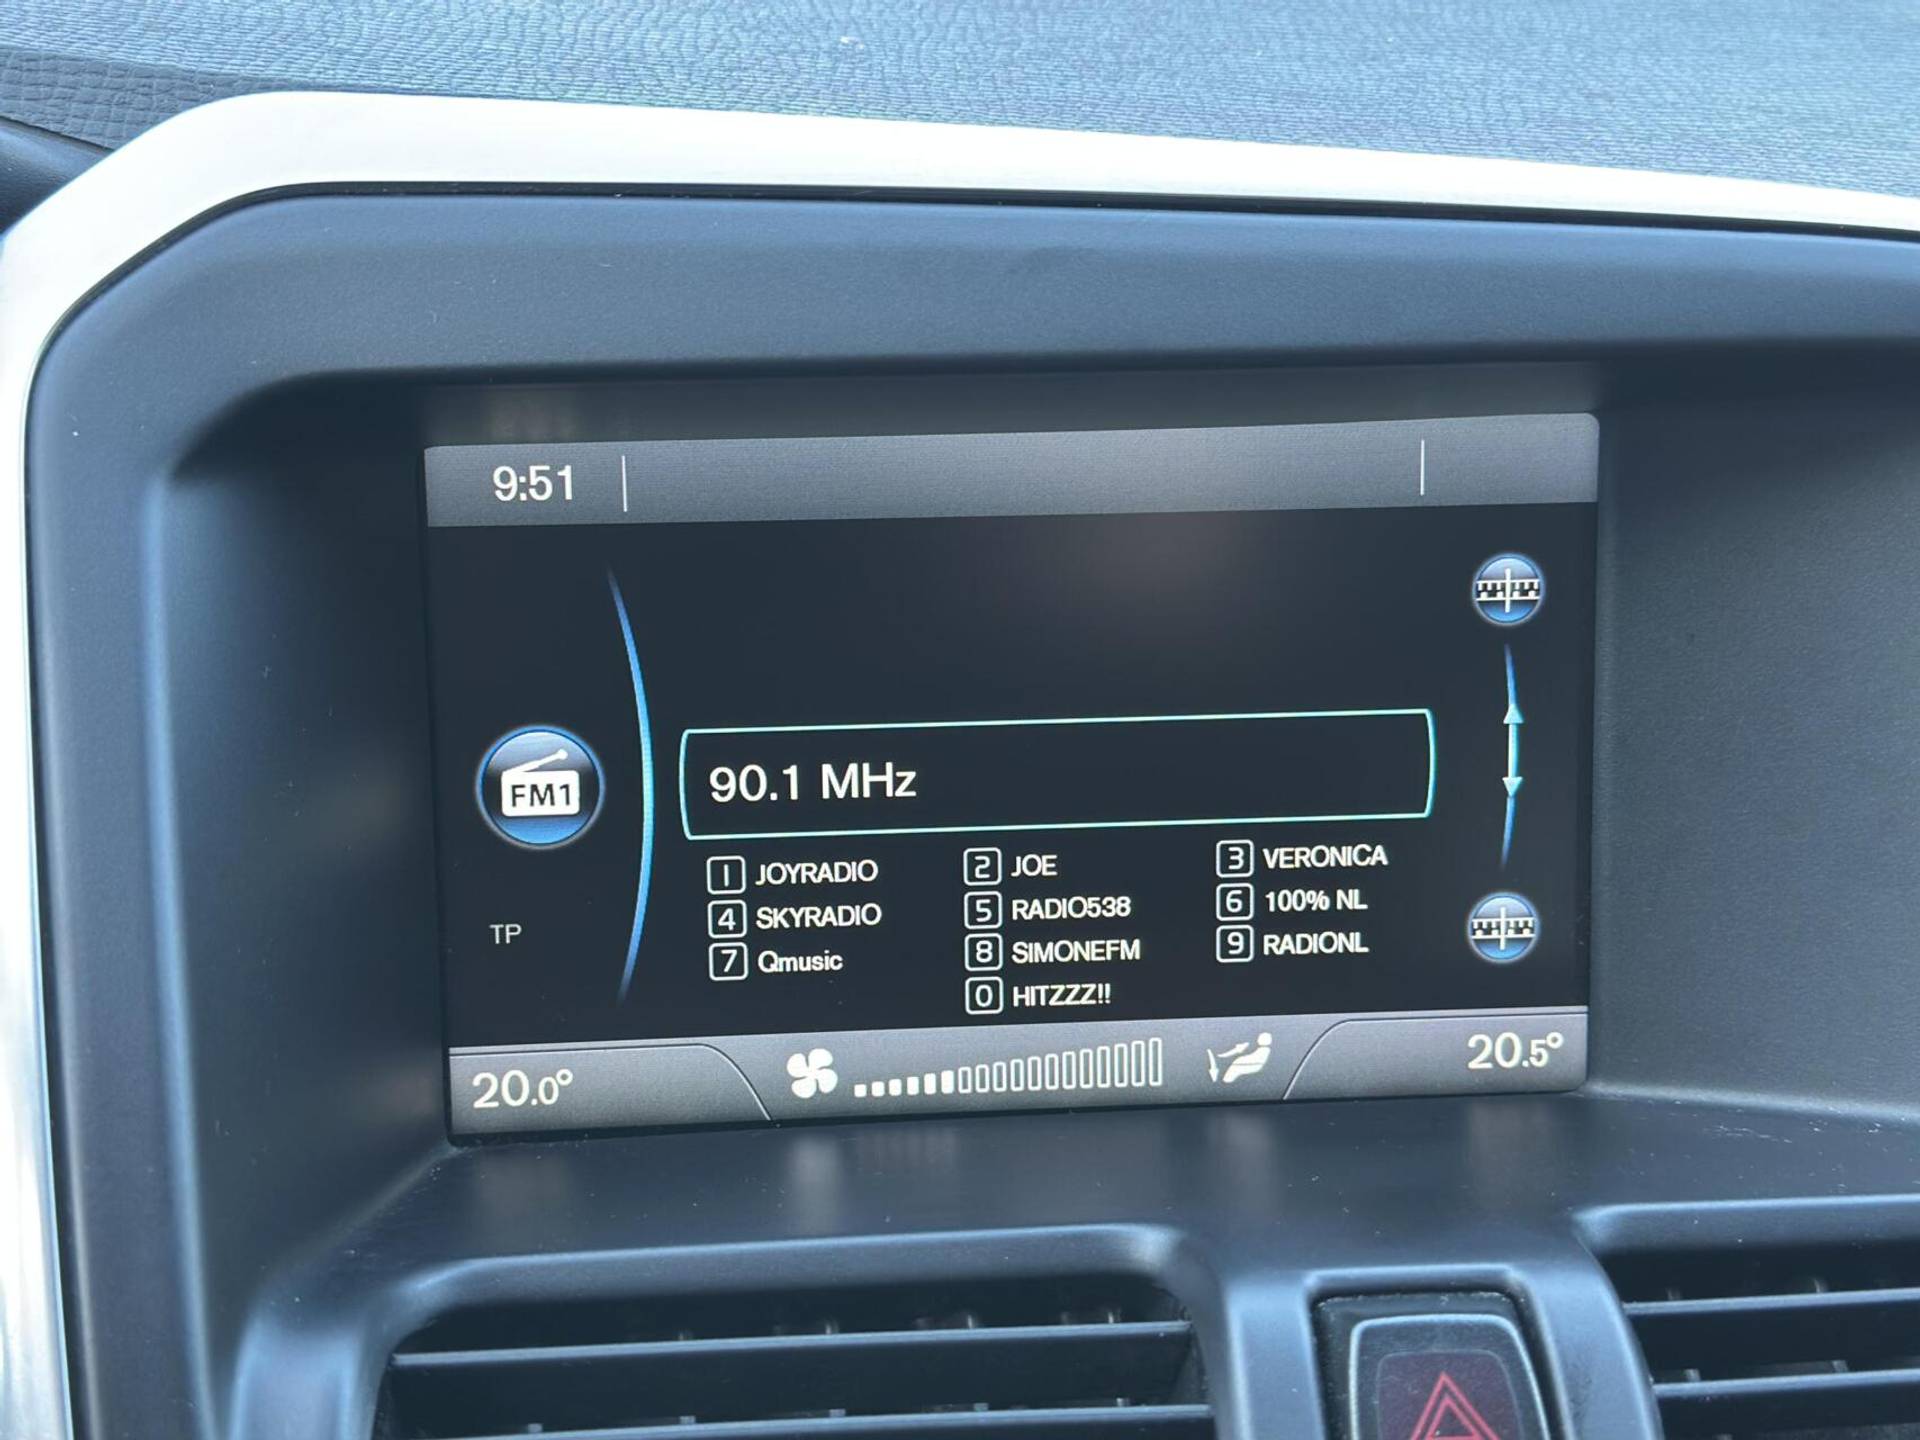 9:51
90.1 MHz
FM1
1 JOYRADIO 2 JOE 3 VERONICA
4 SKYRADIO 5 RADIO538 6 100% NL
7 Qmusic 8 SIMONEFM 9 RADIONL
0 HITZZZ!!
TP
20.0° 20.5°